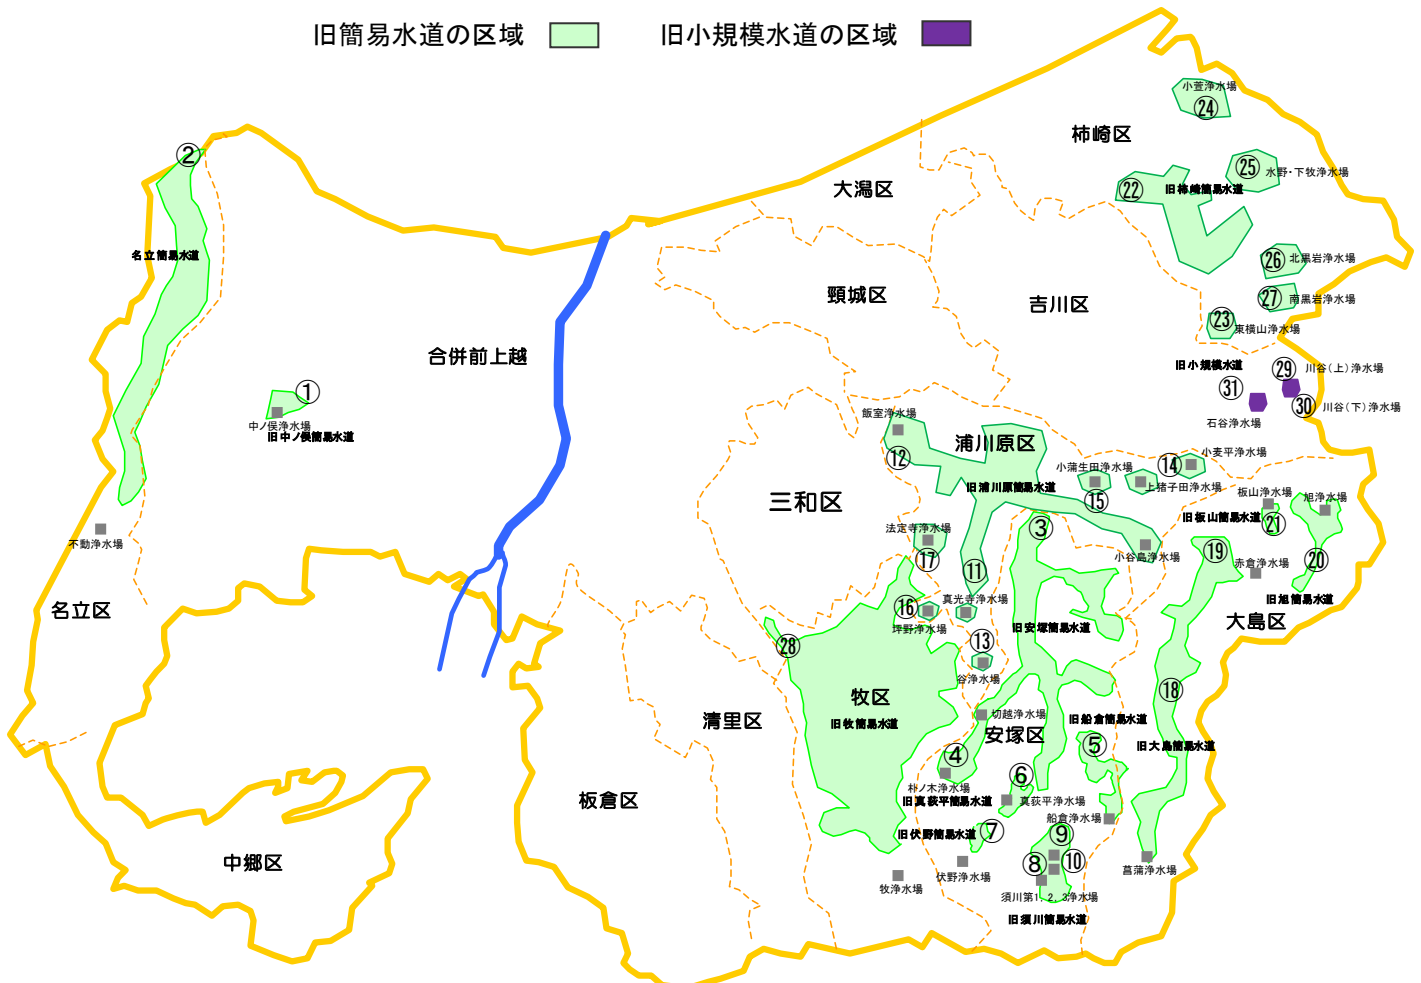 旧簡易水道の区域
旧小規模水道の区域
小萱浄水場
㉔
柿崎区
②
㉕
水野・下牧浄水場
大潟区
㉒
旧柿崎簡易水道
名立簡易水道
㉖
北黒岩浄水場
頸城区
吉川区
㉗
南黒岩浄水場
㉓
東横山浄水場
合併前上越
旧小規模水道
㉙
川谷(上)浄水場
①
㉛
㉚
川谷(下)浄水場
石谷浄水場
中ノ俣浄水場
旧中ノ俣簡易水道
飯室浄水場
浦川原区
⑫
小麦平浄水場
⑭
小蒲生田浄水場
上猪子田浄水場
旧浦川原簡易水道
⑮
三和区
板山浄水場
旭浄水場
旧板山簡易水道
㉑
法定寺浄水場
③
不動浄水場
⑰
小谷島浄水場
⑲
⑳
赤倉浄水場
⑪
名立区
真光寺浄水場
旧旭簡易水道
⑯
坪野浄水場
旧安塚簡易水道
大島区
㉘
⑬
谷浄水場
⑱
牧区
旧牧簡易水道
清里区
切越浄水場
安塚区
旧船倉簡易水道
⑤
旧大島簡易水道
④
朴ノ木浄水場
⑥
旧真荻平簡易水道
真荻平浄水場
板倉区
船倉浄水場
旧伏野簡易水道
⑦
⑨
中郷区
⑧
⑩
菖蒲浄水場
牧浄水場
伏野浄水場
須川第1,2,3浄水場
旧須川簡易水道